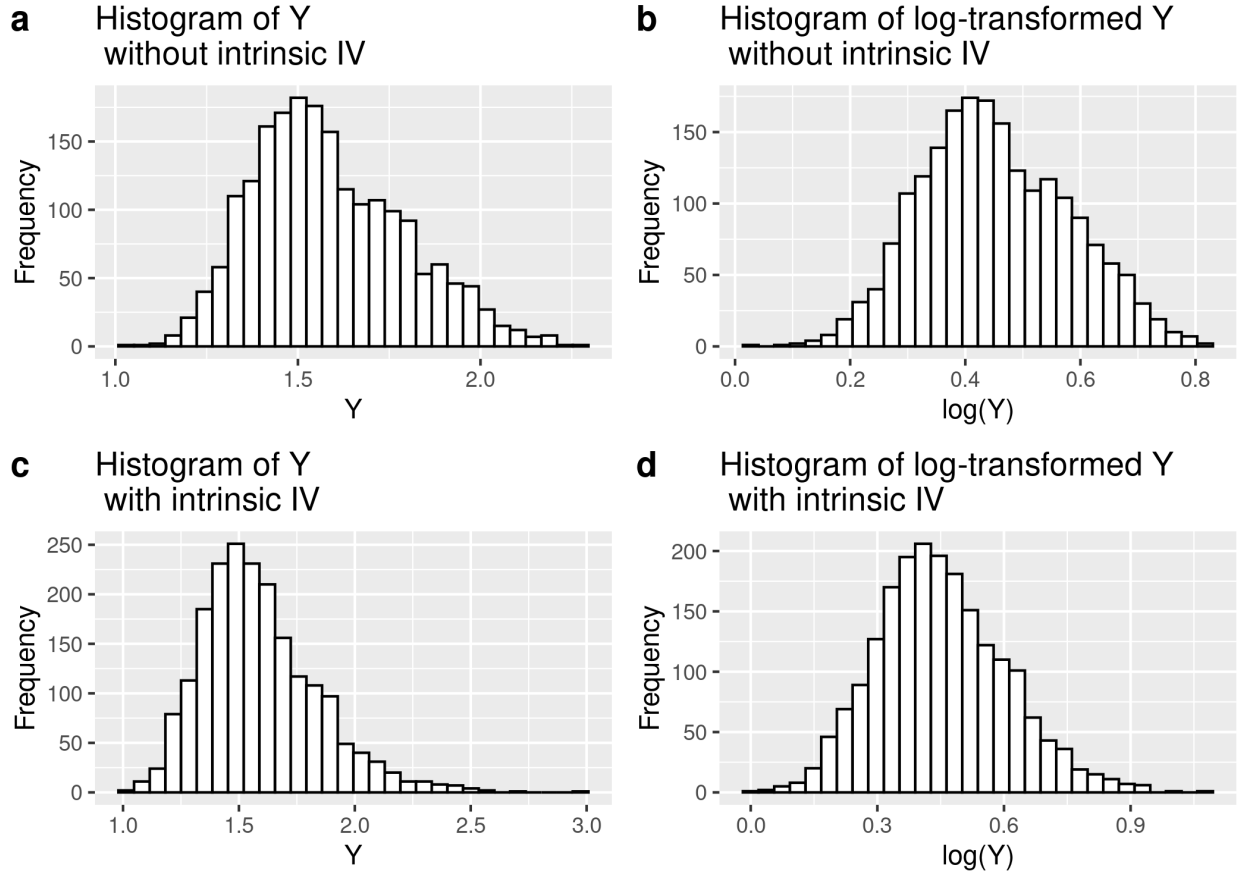 a
Histogram of Y
without intrinsic IV
150
100
50
0
Frequency
1.0 1.5 2.0
Y
b
Histogram of log-transformed Y
without intrinsic IV
150
100
50
0
Frequency
0.0 0.2 0.4 0.6 0.8
log(Y)
c
Histogram of Y
with intrinsic IV
250
200
150
100
50
0
Frequency
1.0 1.5 2.0 2.5 3.0
Y
d
Histogram of log-transformed Y
with intrinsic IV
200
150
100
50
0
Frequency
0.0 0.3 0.6 0.9
log(Y)